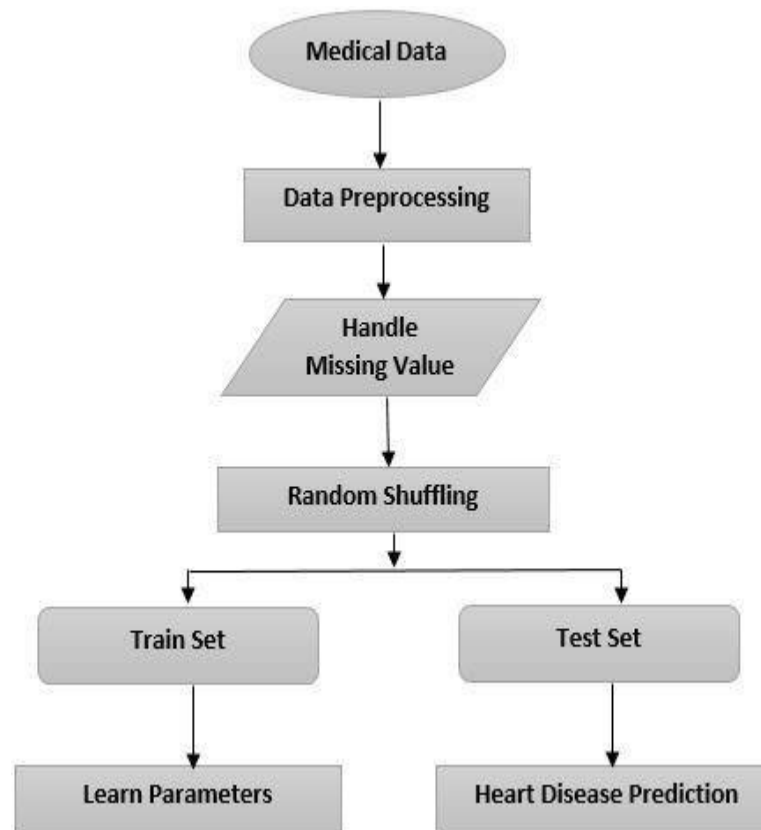 Medical Data
Data Preprocessing
Handle
Missing Value
Random Shuffling
Train Set
Test Set
Learn Parameters
Heart Disease Prediction